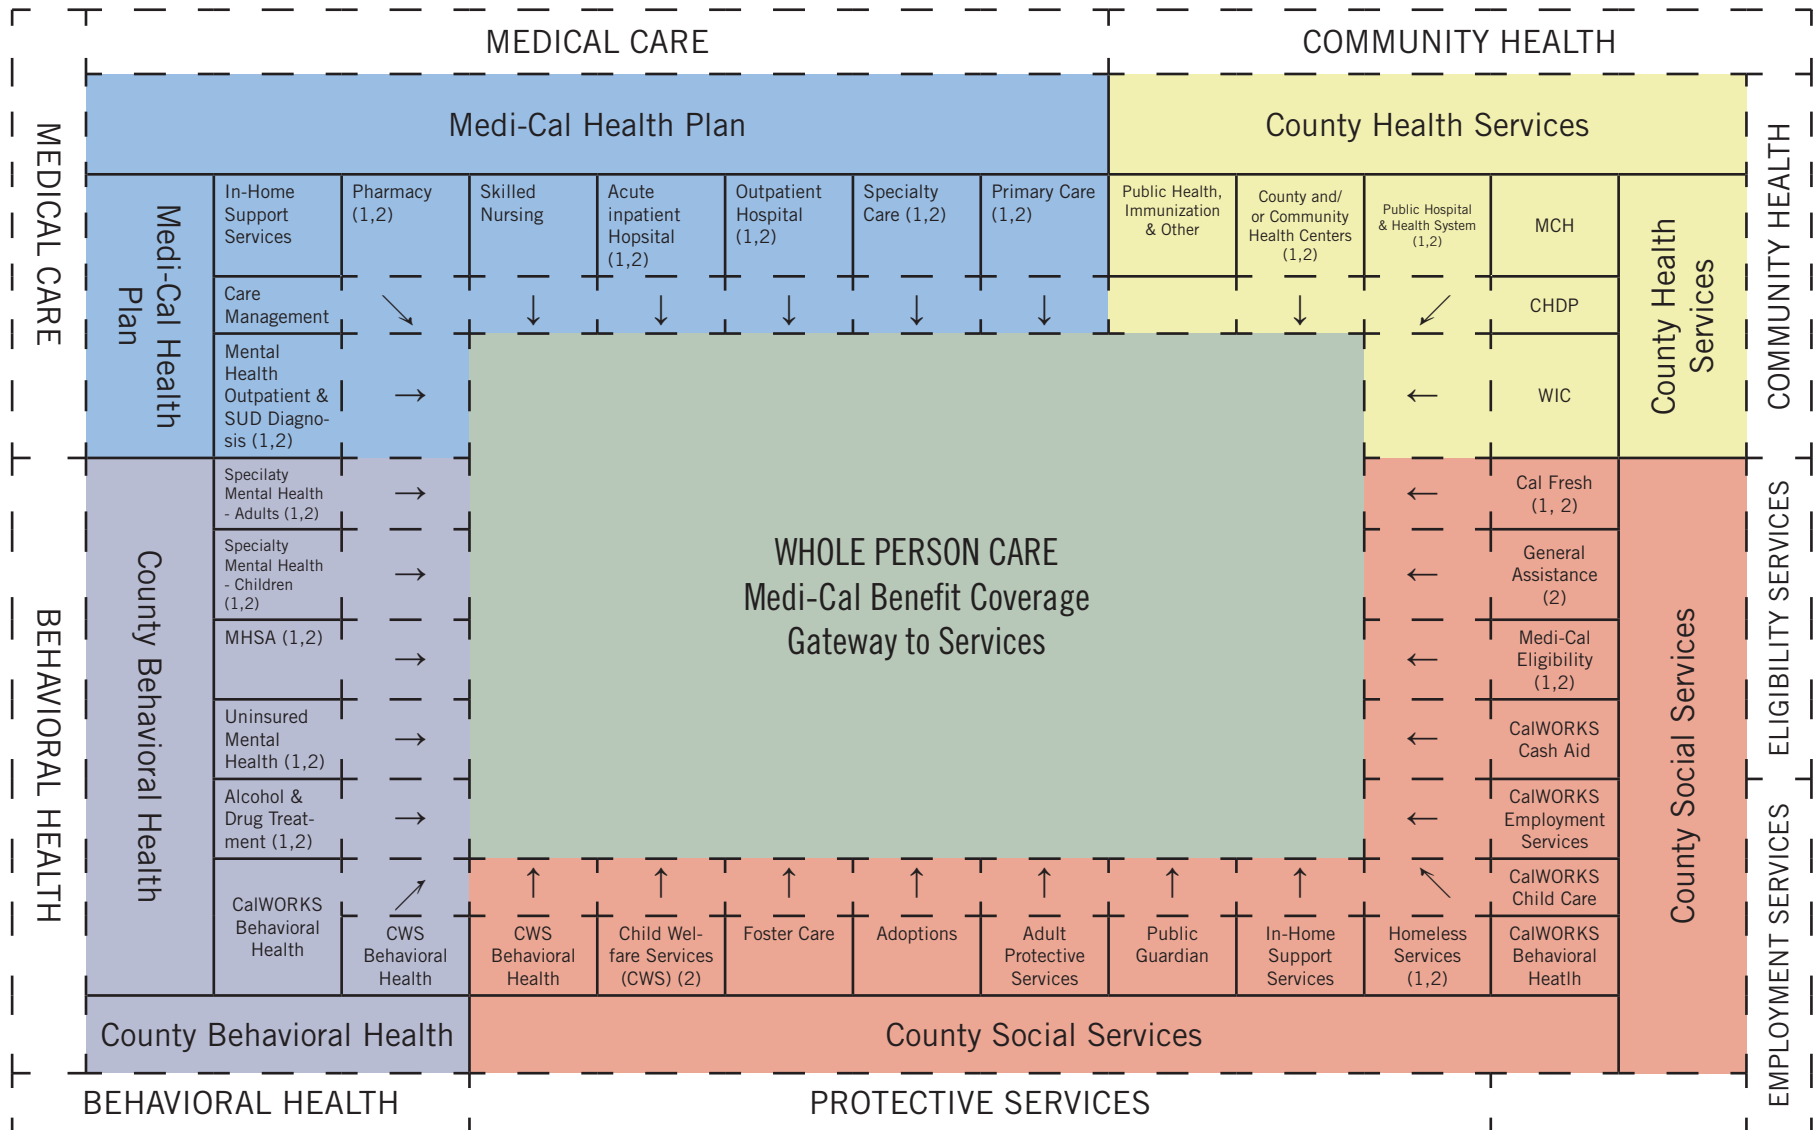 MEDICAL CARE
COMMUNITY HEALTH
MEDICAL CARE
Medi-Cal Health Plan
County Health Services
COMMUNITY HEALTH
Medi-Cal Health
Plan
In-Home
Support
Services
Pharmacy
(1,2)
Skilled
Nursing
Acute
inpatient
Hopsital
(1,2)
Outpatient
Hospital
(1,2)
Specialty
Care (1,2)
Primary Care
(1,2)
Public Health,
Immunization
& Other
County and/
or Community
Health Centers
(1,2)
Public Hospital
& Health System
(1,2)
MCH
County Health
Services
Care
Management
CHDP
Mental
Health
Outpatient &
SUD Diagno-
sis (1,2)
WIC
BEHAVIORAL HEALTH
County Behavioral Health
Specilaty
Mental Health
- Adults (1,2)
Specialty
Mental Health
- Children
(1,2)
MHSA (1,2)
Uninsured
Mental
Health (1,2)
Alcohol &
Drug Treat-
ment (1,2)
CalWORKS
Behavioral
Health
WHOLE PERSON CARE
Medi-Cal Benefit Coverage
Gateway to Services
Cal Fresh
(1, 2)
General
Assistance
(2)
Medi-Cal
Eligibility
(1,2)
CalWORKS
Cash Aid
CalWORKS
Employment
Services
CalWORKS
Child Care
County Social Services
ELIGIBILITY SERVICES
EMPLOYMENT SERVICES
CWS
Behavioral
Health
CWS
Behavioral
Health
Child Wel-
fare Services
(CWS) (2)
Foster Care
Adoptions
Adult
Protective
Services
Public
Guardian
In-Home
Support
Services
Homeless
Services
(1,2)
CalWORKS
Behavioral
Heatlh
County Behavioral Health
County Social Services
BEHAVIORAL HEALTH
PROTECTIVE SERVICES